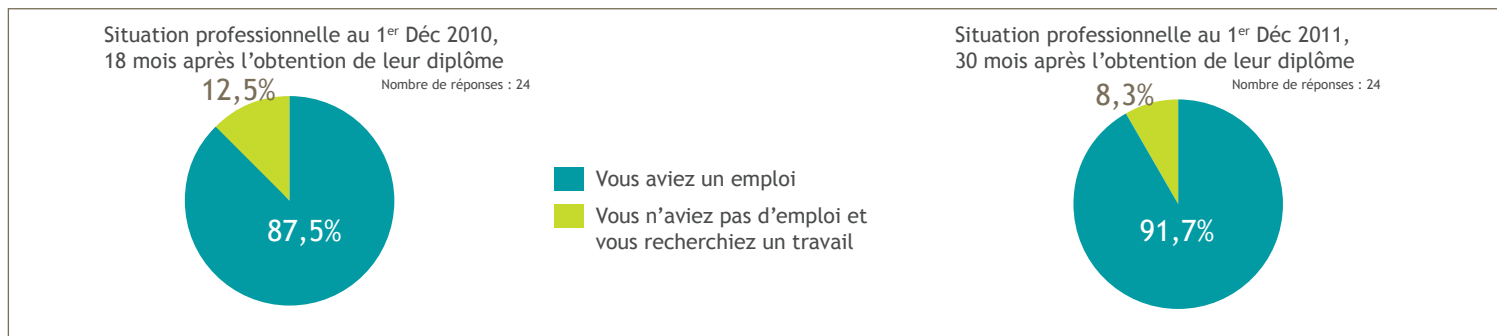 Situation professionnelle au 1er Déc 2010,
18 mois après l’obtention de leur diplôme
Nombre de réponses : 24
12,5%
87,5%
Vous aviez un emploi
Vous n’aviez pas d’emploi et
vous recherchiez un travail
Situation professionnelle au 1er Déc 2011,
30 mois après l’obtention de leur diplôme
Nombre de réponses : 24
8,3%
91,7%